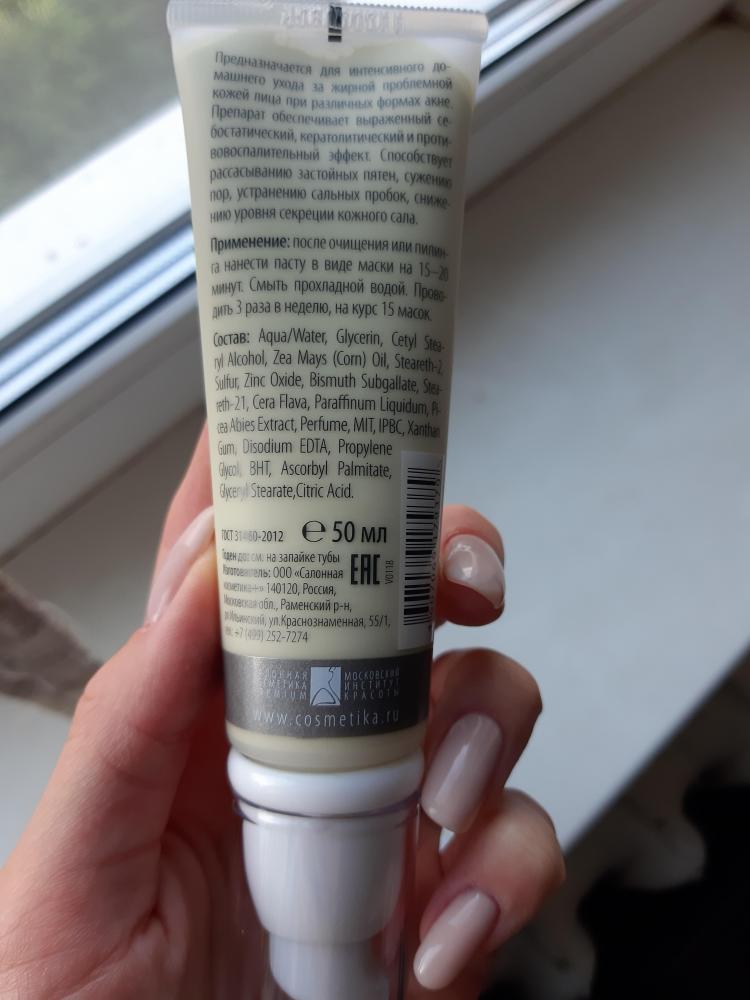 Предназначается для интенсивного до-
машнего ухода за жирной проблемной
кожей лица при различных формах акне.
Препарат обеспечивает выраженный се-
бостатический, кератолитический и проти-
вовоспалительный эффект. Способствует
рассасыванию застойных пятен, сужению
пор, устранению сальных пробок, сниже-
нию уровня секреции кожного сала.
Применение: после очищения или пилин-
га нанести пасту в виде маски на 15–20
минут. Смыть прохладной водой. Прово-
дить 3 раза в неделю, на курс 15 масок.
Состав: Aqua/Water, Glycerin, Cetyl Stea-
ryl Alcohol, Zea Mays (Corn) Oil, Steareth-2,
Sulfur, Zinc Oxide, Bismuth Subgallate, Stea-
reth-21, Cera Flava, Paraffinum Liquidum, Pi-
cea Abies Extract, Perfume, MIT, IPBC, Xanthan
Gum, Disodium EDTA, Propylene
Glycol, BHT, Ascorbyl Palmitate,
Glyceryl Stearate, Citric Acid.
ГОСТ 31460-2012 ℮ 50 мл
Годен до: см. на запайке тубы
Изготовитель: ООО «Салонная
косметика+» 140120, Россия,
Московская обл., Раменский р-н,
Ильинский, ул.Краснознаменная, 55/1,
+7 (499) 252-7274
EAC
V0118
МОСКОВСКИЙ
ИНСТИТУТ
КРАСОТЫ
www.cosmetika.ru